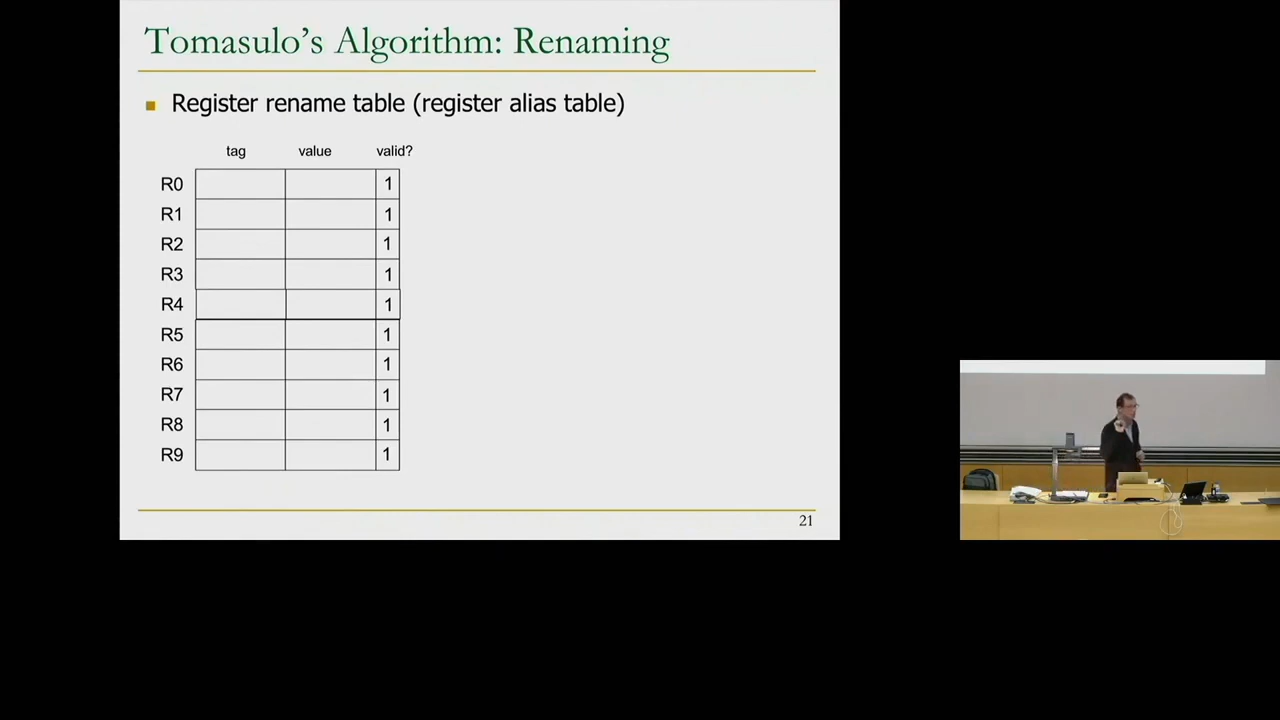 Tomasulo's Algorithm: Renaming
Register rename table (register alias table)
tag value valid?
R0 1
R1 1
R2 1
R3 1
R4 1
R5 1
R6 1
R7 1
R8 1
R9 1
21